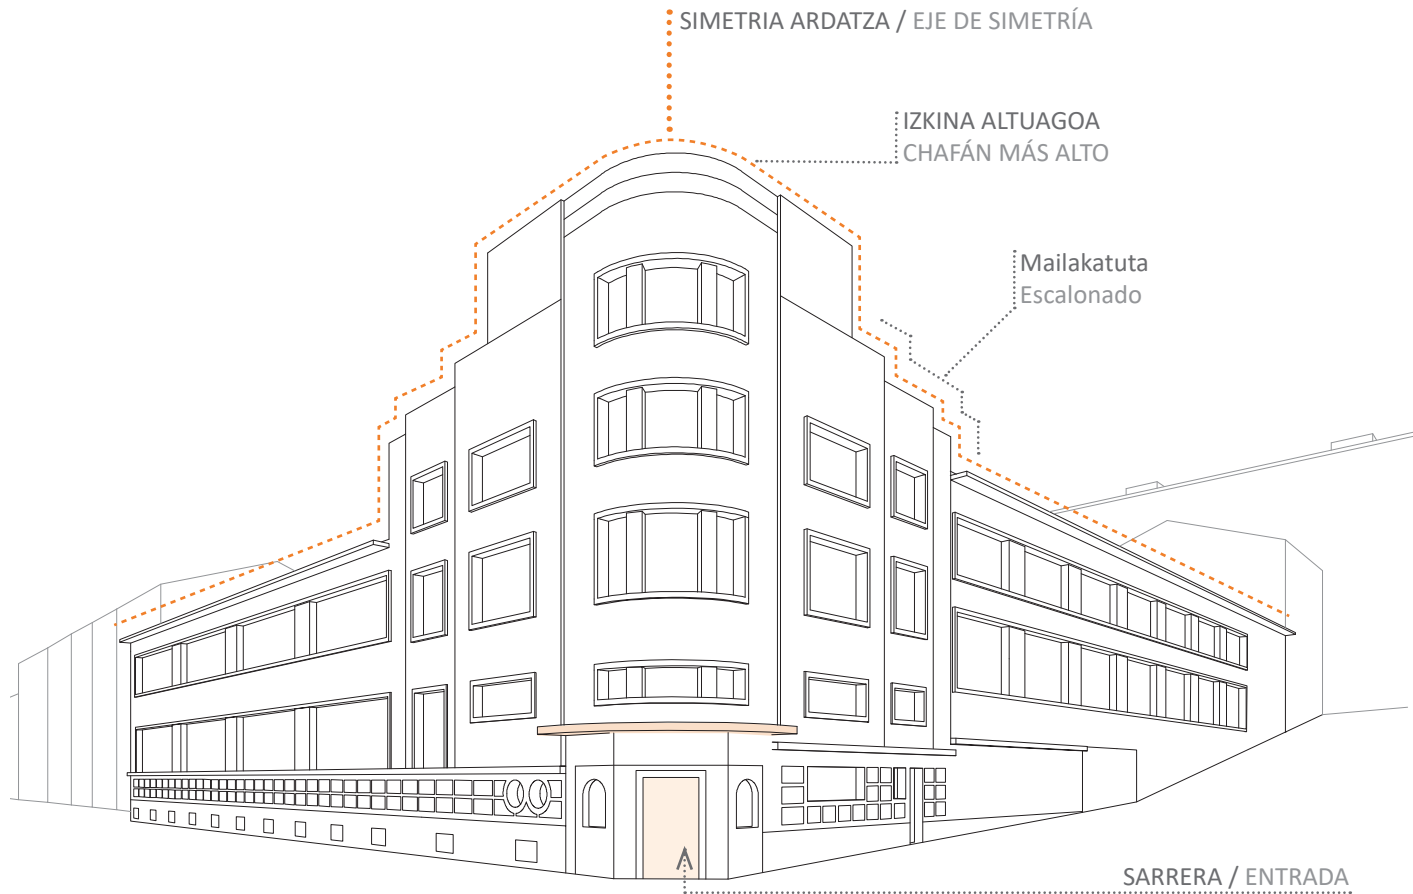 SIMETRIA ARDATZA / EJE DE SIMETRÍA
IZKINA ALTUAGOA
CHAFÁN MÁS ALTO
Mailakatuta
Escalonado
SARRERA / ENTRADA